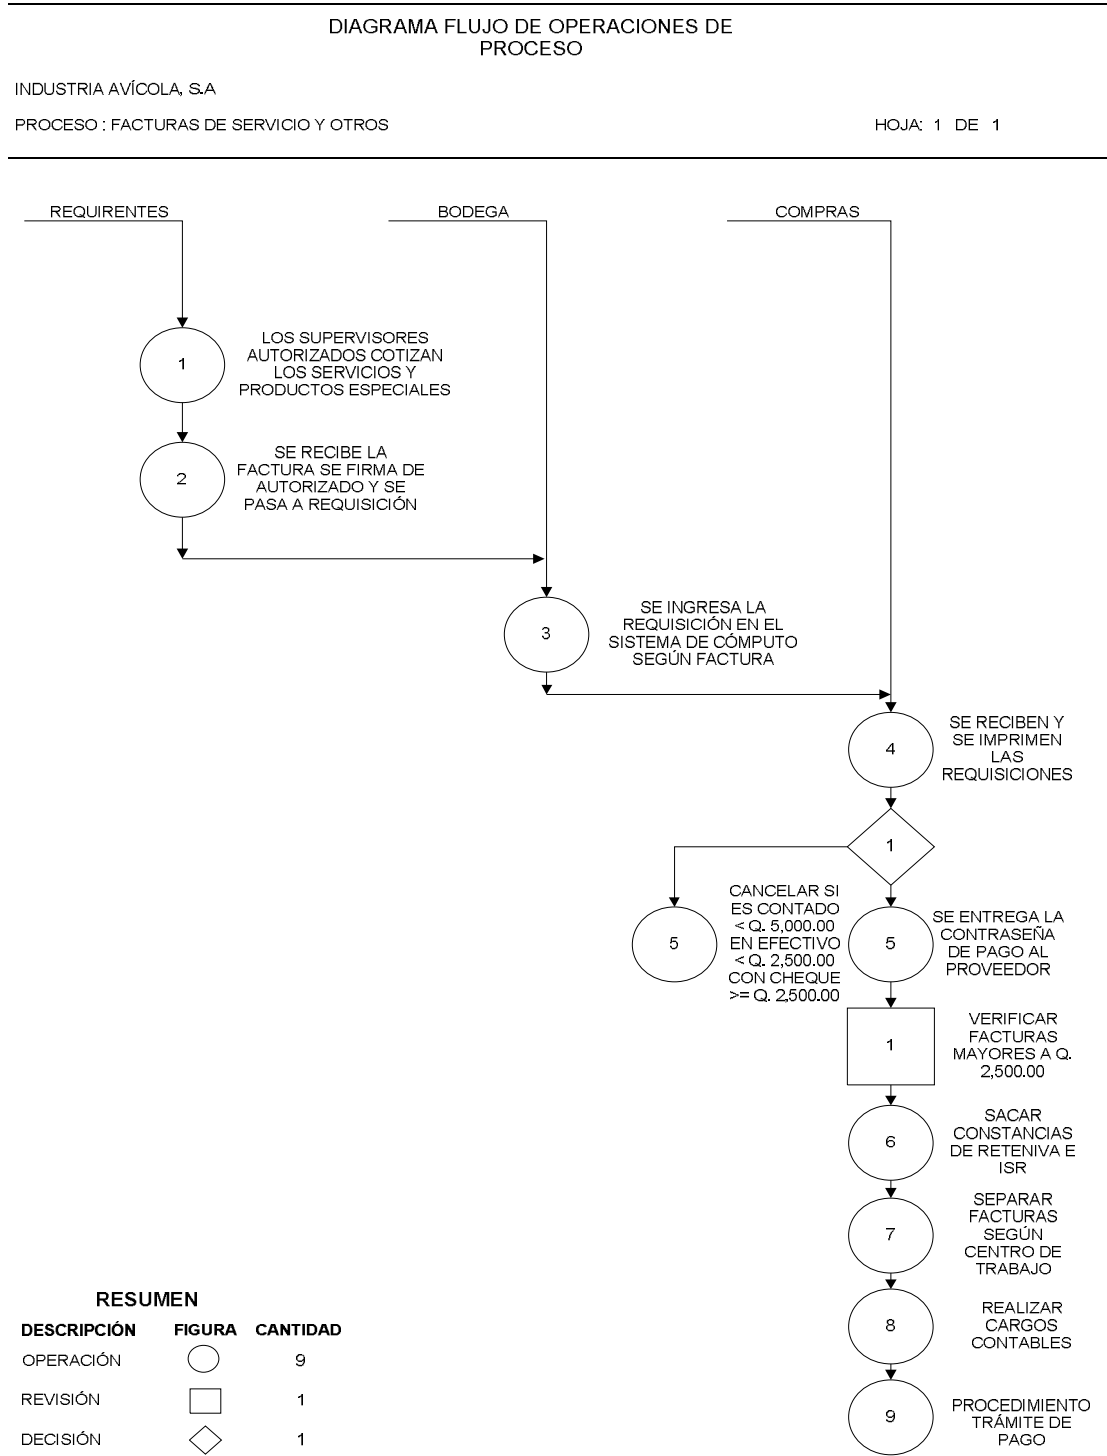 DIAGRAMA FLUJO DE OPERACIONES DE
PROCESO
INDUSTRIA AVÍCOLA, S.A
PROCESO : FACTURAS DE SERVICIO Y OTROS
HOJA: 1 DE 1
REQUIRENTES
BODEGA
COMPRAS
1
LOS SUPERVISORES
AUTORIZADOS COTIZAN
LOS SERVICIOS Y
PRODUCTOS ESPECIALES
2
SE RECIBE LA
FACTURA SE FIRMA DE
AUTORIZADO Y SE
PASA A REQUISICIÓN
3
SE INGRESA LA
REQUISICIÓN EN EL
SISTEMA DE CÓMPUTO
SEGÚN FACTURA
4
SE RECIBEN Y
SE IMPRIMEN
LAS
REQUISICIONES
1
5
CANCELAR SI
ES CONTADO
< Q. 5,000.00
EN EFECTIVO
< Q. 2,500.00
CON CHEQUE
>= Q. 2,500.00
5
SE ENTREGA LA
CONTRASEÑA
DE PAGO AL
PROVEEDOR
1
VERIFICAR
FACTURAS
MAYORES A Q.
2,500.00
6
SACAR
CONSTANCIAS
DE RETENIVA E
ISR
7
SEPARAR
FACTURAS
SEGÚN
CENTRO DE
TRABAJO
8
REALIZAR
CARGOS
CONTABLES
9
PROCEDIMIENTO
TRÁMITE DE
PAGO
RESUMEN
DESCRIPCIÓN FIGURA CANTIDAD
OPERACIÓN 9
REVISIÓN 1
DECISIÓN 1